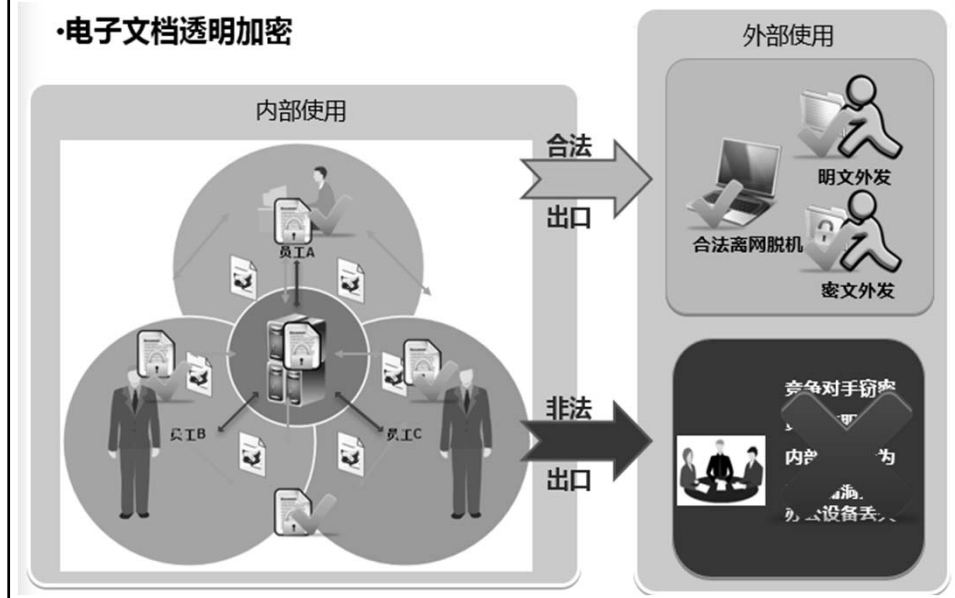 ·电子文档透明加密
外部使用
内部使用
合法
出口
明文外发
合法离网脱机
密文外发
员工A
员工B
员工C
非法
出口
竞争对手窃密
内部
为
办公设备丢失